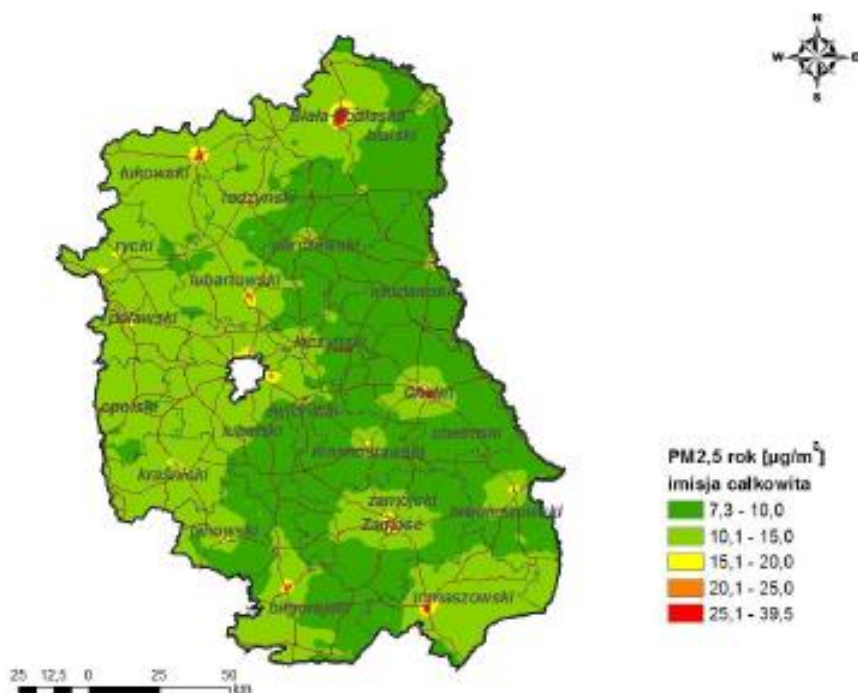 N
W E
S
Biała Podlaska
bialski
łukowski
radzyński
rycki
parczewski
lubartowski
włodawski
puławski
łęczyński
Chełm
opolski
świdnicki
lubelski
chełmski
krasnostawski
kraśnicki
zamojski
hrubieszowski
Zamość
janowski
biłgorajski
tomaszowski
PM2,5 rok [µg/m³]
imisja całkowita
7,3 - 10,0
10,1 - 15,0
15,1 - 20,0
20,1 - 25,0
25,1 - 39,5
25 12,5 0 25 50
km